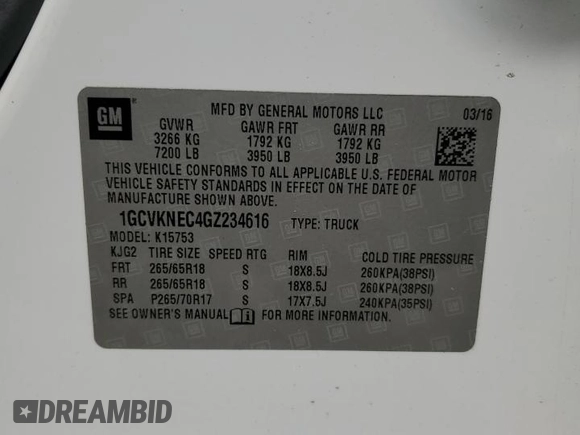 GM
MFD BY GENERAL MOTORS LLC 03/16
GVWR GAWR FRT GAWR RR
3266 KG 1792 KG 1792 KG
7200 LB 3950 LB 3950 LB
THIS VEHICLE CONFORMS TO ALL APPLICABLE U.S. FEDERAL MOTOR
VEHICLE SAFETY STANDARDS IN EFFECT ON THE DATE OF
MANUFACTURE SHOWN ABOVE.
1GCVKNEC4GZ234616 TYPE: TRUCK
MODEL: K15753
KJG2 TIRE SIZE SPEED RTG RIM COLD TIRE PRESSURE
FRT 265/65R18 S 18X8.5J 260KPA(38PSI)
RR 265/65R18 S 18X8.5J 260KPA(38PSI)
SPA P265/70R17 S 17X7.5J 240KPA(35PSI)
SEE OWNER'S MANUAL FOR MORE INFORMATION.
DREAMBID